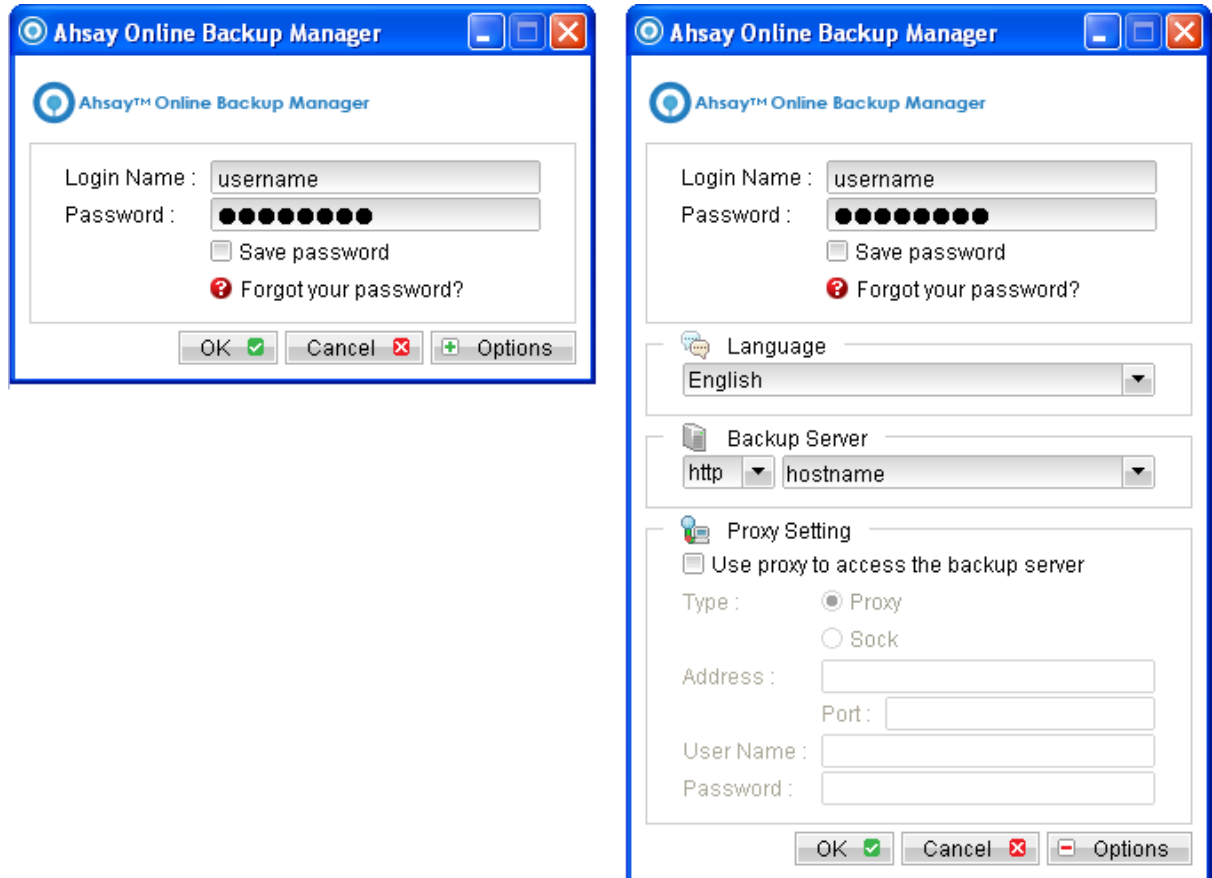 Ahsay Online Backup Manager
Ahsay™ Online Backup Manager
Login Name : username
Password : ●●●●●●●●
Save password
Forgot your password?
OK Cancel Options
Ahsay Online Backup Manager
Ahsay™ Online Backup Manager
Login Name : username
Password : ●●●●●●●●
Save password
Forgot your password?
Language
English
Backup Server
http hostname
Proxy Setting
Use proxy to access the backup server
Type : Proxy
Sock
Address :
Port :
User Name :
Password :
OK Cancel Options